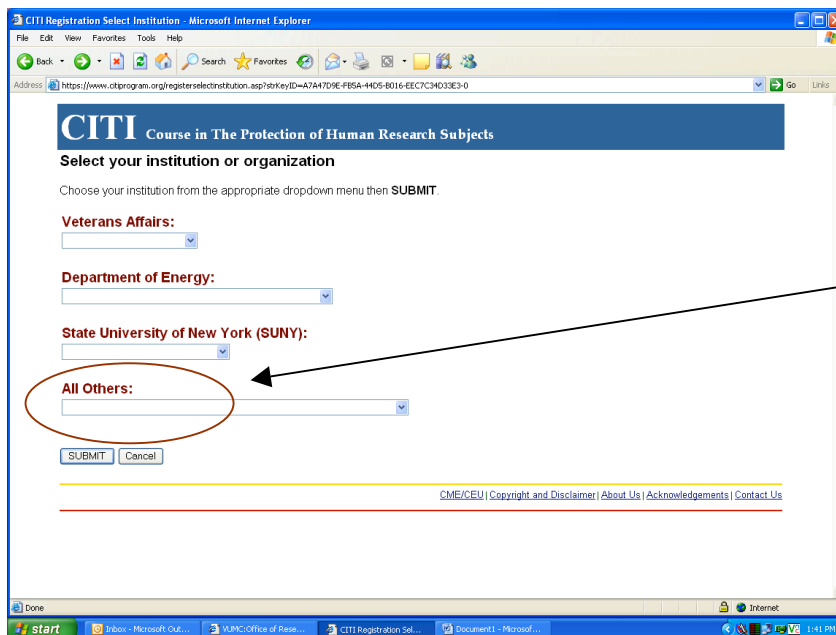 CITI Registration Select Institution - Microsoft Internet Explorer
File Edit View Favorites Tools Help
Back Search Favorites
Address https://www.citiprogram.org/registerselectinstitution.asp?strKeyID=A7A47D9E-FB5A-44D5-B016-EEC7C34D33E3-0 Go Links
CITI Course in The Protection of Human Research Subjects
Select your institution or organization
Choose your institution from the appropriate dropdown menu then SUBMIT.
Veterans Affairs:
Department of Energy:
State University of New York (SUNY):
All Others:
SUBMIT Cancel
CME/CEU | Copyright and Disclaimer | About Us | Acknowledgements | Contact Us
Done Internet
start Inbox - Microsoft Out... VUMC:Office of Rese... CITI Registration Sel... Document1 - Microsof... 1:41 PM